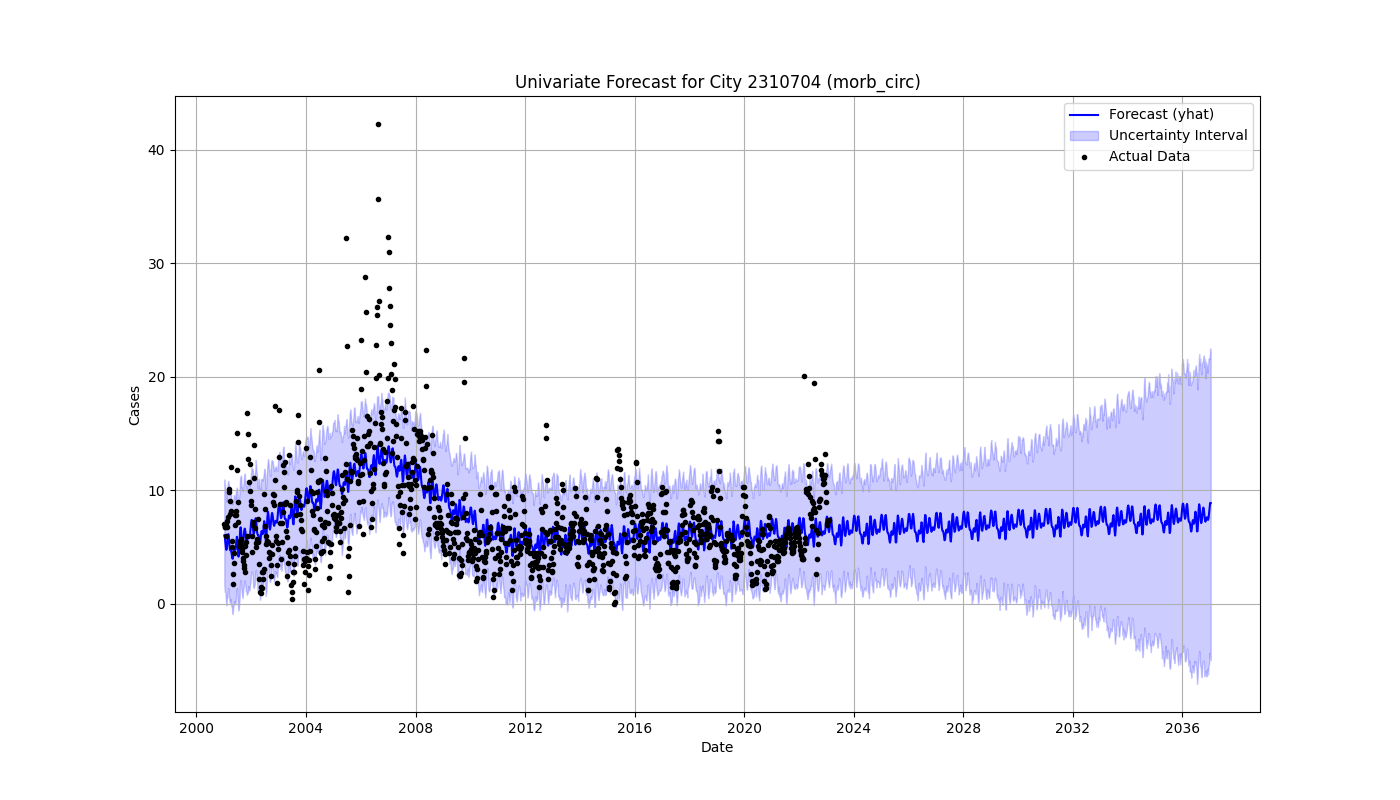 Univariate Forecast for City 2310704 (morb_circ)
Forecast (yhat)
Uncertainty Interval
Actual Data
40
30
20
10
0
Cases
2000 2004 2008 2012 2016 2020 2024 2028 2032 2036
Date